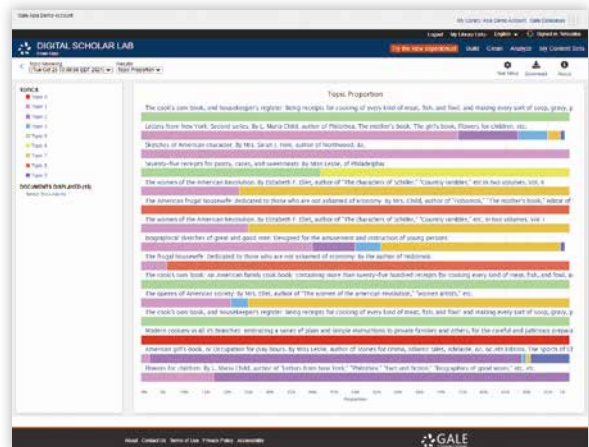 Gale Asia Demo Account
My Library: Asia Demo Account Gale Databases
Logout My Library Links English Signed in
DIGITAL SCHOLAR LAB
Try the new experience! Build Clean Analyze My Content Sets
Topic Modeling Results
(Tue Oct 2021) Topic Proportion
Download About
TOPICS
Topic 0
Topic 1
Topic 2
Topic 3
Topic 5
Topic 6
Topic 7
Topic 8
DOCUMENTS DISPLAYED (15)
Select Documents
Topic Proportion
The cook's own book, and housekeeper's register: Being receipts for cooking of every kind of meat, fish, and fowl, and making every sort of soup, gravy, p
Letters from New York. Second series. By L. Maria Child, author of Philothea, The mother's Book, The girl's book, Flowers for children, etc.
Sketches of American character. By Mrs. Sarah J. Hale, author of Northwood, &c.
Seventy-five receipts for pastry, cakes, and sweetmeats. By Miss Leslie, of Philadelphia
The women of the American Revolution. By Elizabeth F. Ellet, author of "The characters of Schiller," "Country rambles," etc in two volumes. Vol. II
The American frugal housewife: dedicated to those who are not ashamed of economy. By Mrs. Child, author of "Hobomok," "The mother's book," editor of
The women of the American Revolution. By Elizabeth F. Ellet, author of "The characters of Schiller," "Country rambles," etc. In two volumes. Vol. I
Biographical sketches of great and good men. Designed for the amusement and instruction of young persons.
The frugal housewife. Dedicated to those who are not ashamed of economy. By the author of Hobomok
The cook's own book: an American family cook book: containing more than twenty-five hundred receipts for cooking every kind of meat, fish, and fowl, a
The queens of American society. By Mrs. Ellet, author of "The women of the American revolution," "women artists," etc.
The cook's own book, and housekeeper's register: Being receipts for cooking of every kind of meat, fish, and fowl, and making every sort of soup, gravy, p
Modern cookery in all its branches: embracing a series of plain and simple instructions to private families and others, for the careful and judicious prepara
American girl's book, or Occupation for play hours. By Miss Leslie, author of Stories for Emma, Atlantic tales, Adelaide, &c. &c.
Flowers for children. By L. Maria Child, author of "Letters from New York," "Philothea," "Fact and fiction," "Biographies of good wives," etc. etc.
Proportion
About Contact Us Terms of Use Privacy Policy Accessibility
GALE